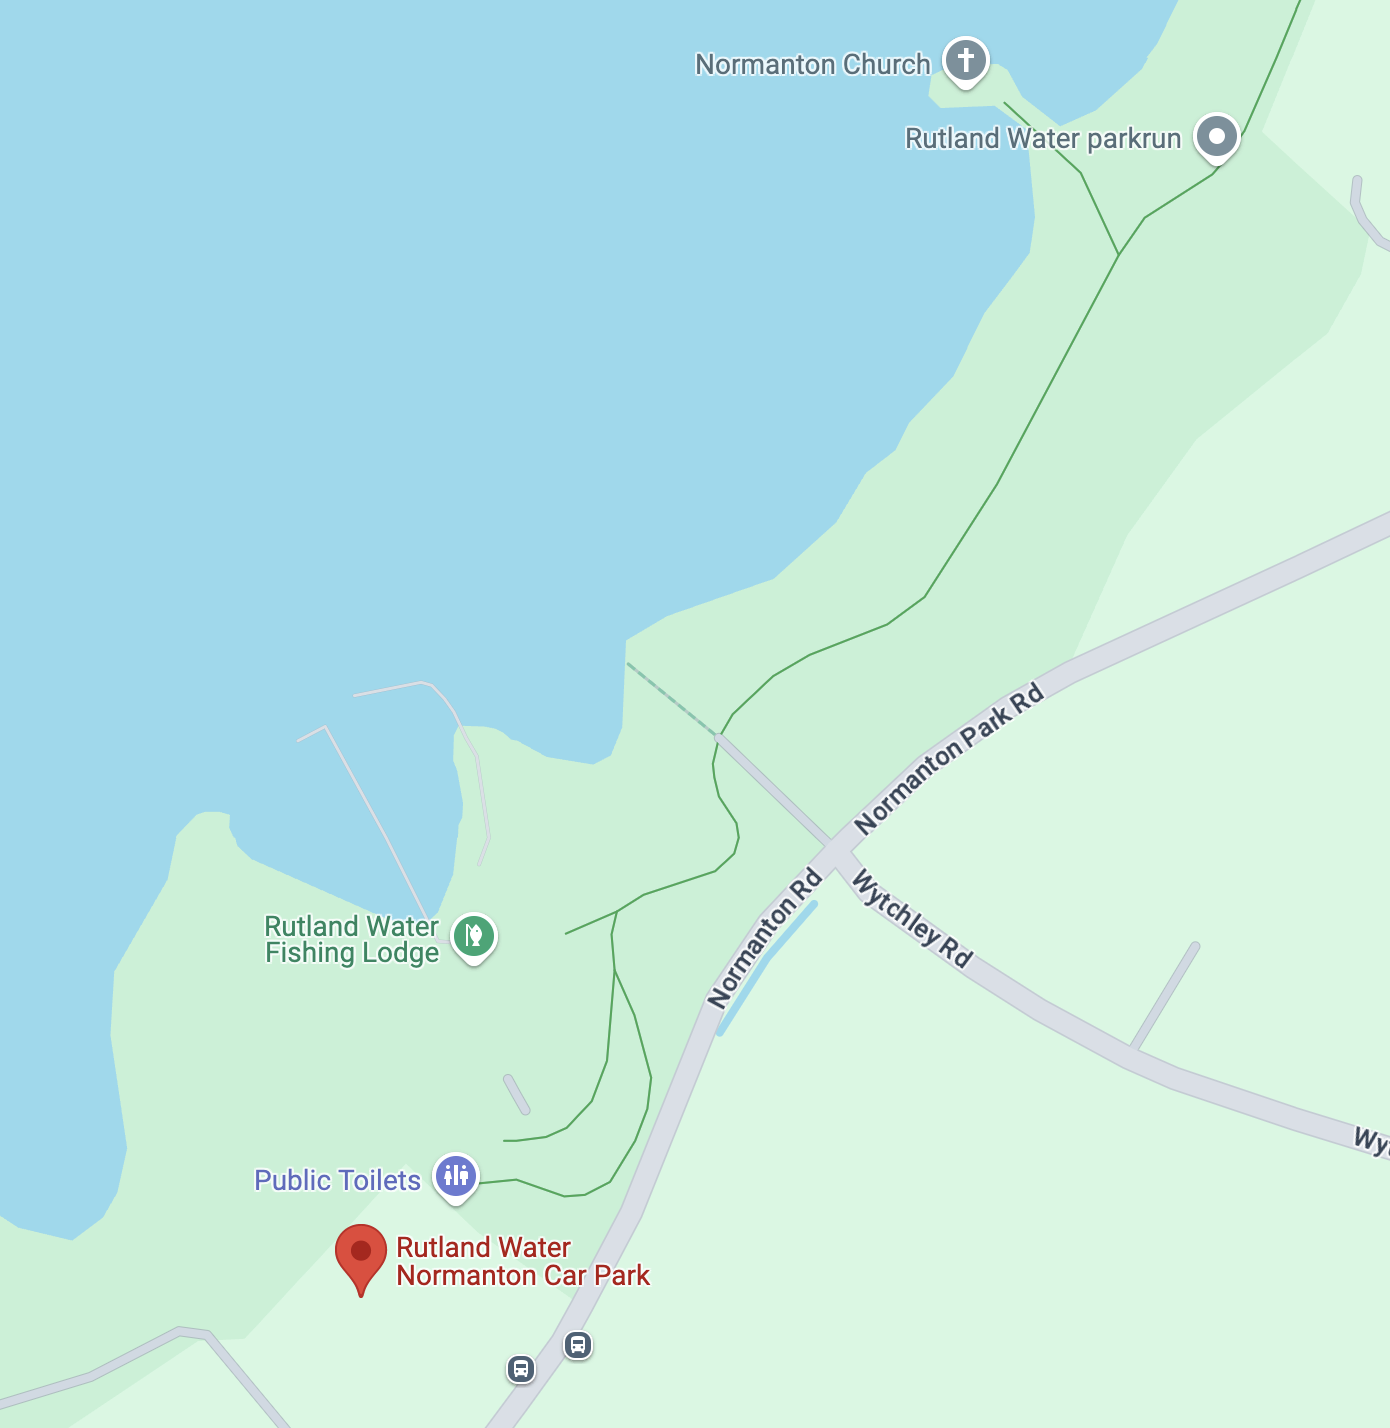 Normanton Church
Rutland Water parkrun
Normanton Park Rd
Normanton Rd
Wytchley Rd
Rutland Water
Fishing Lodge
Public Toilets
Rutland Water
Normanton Car Park